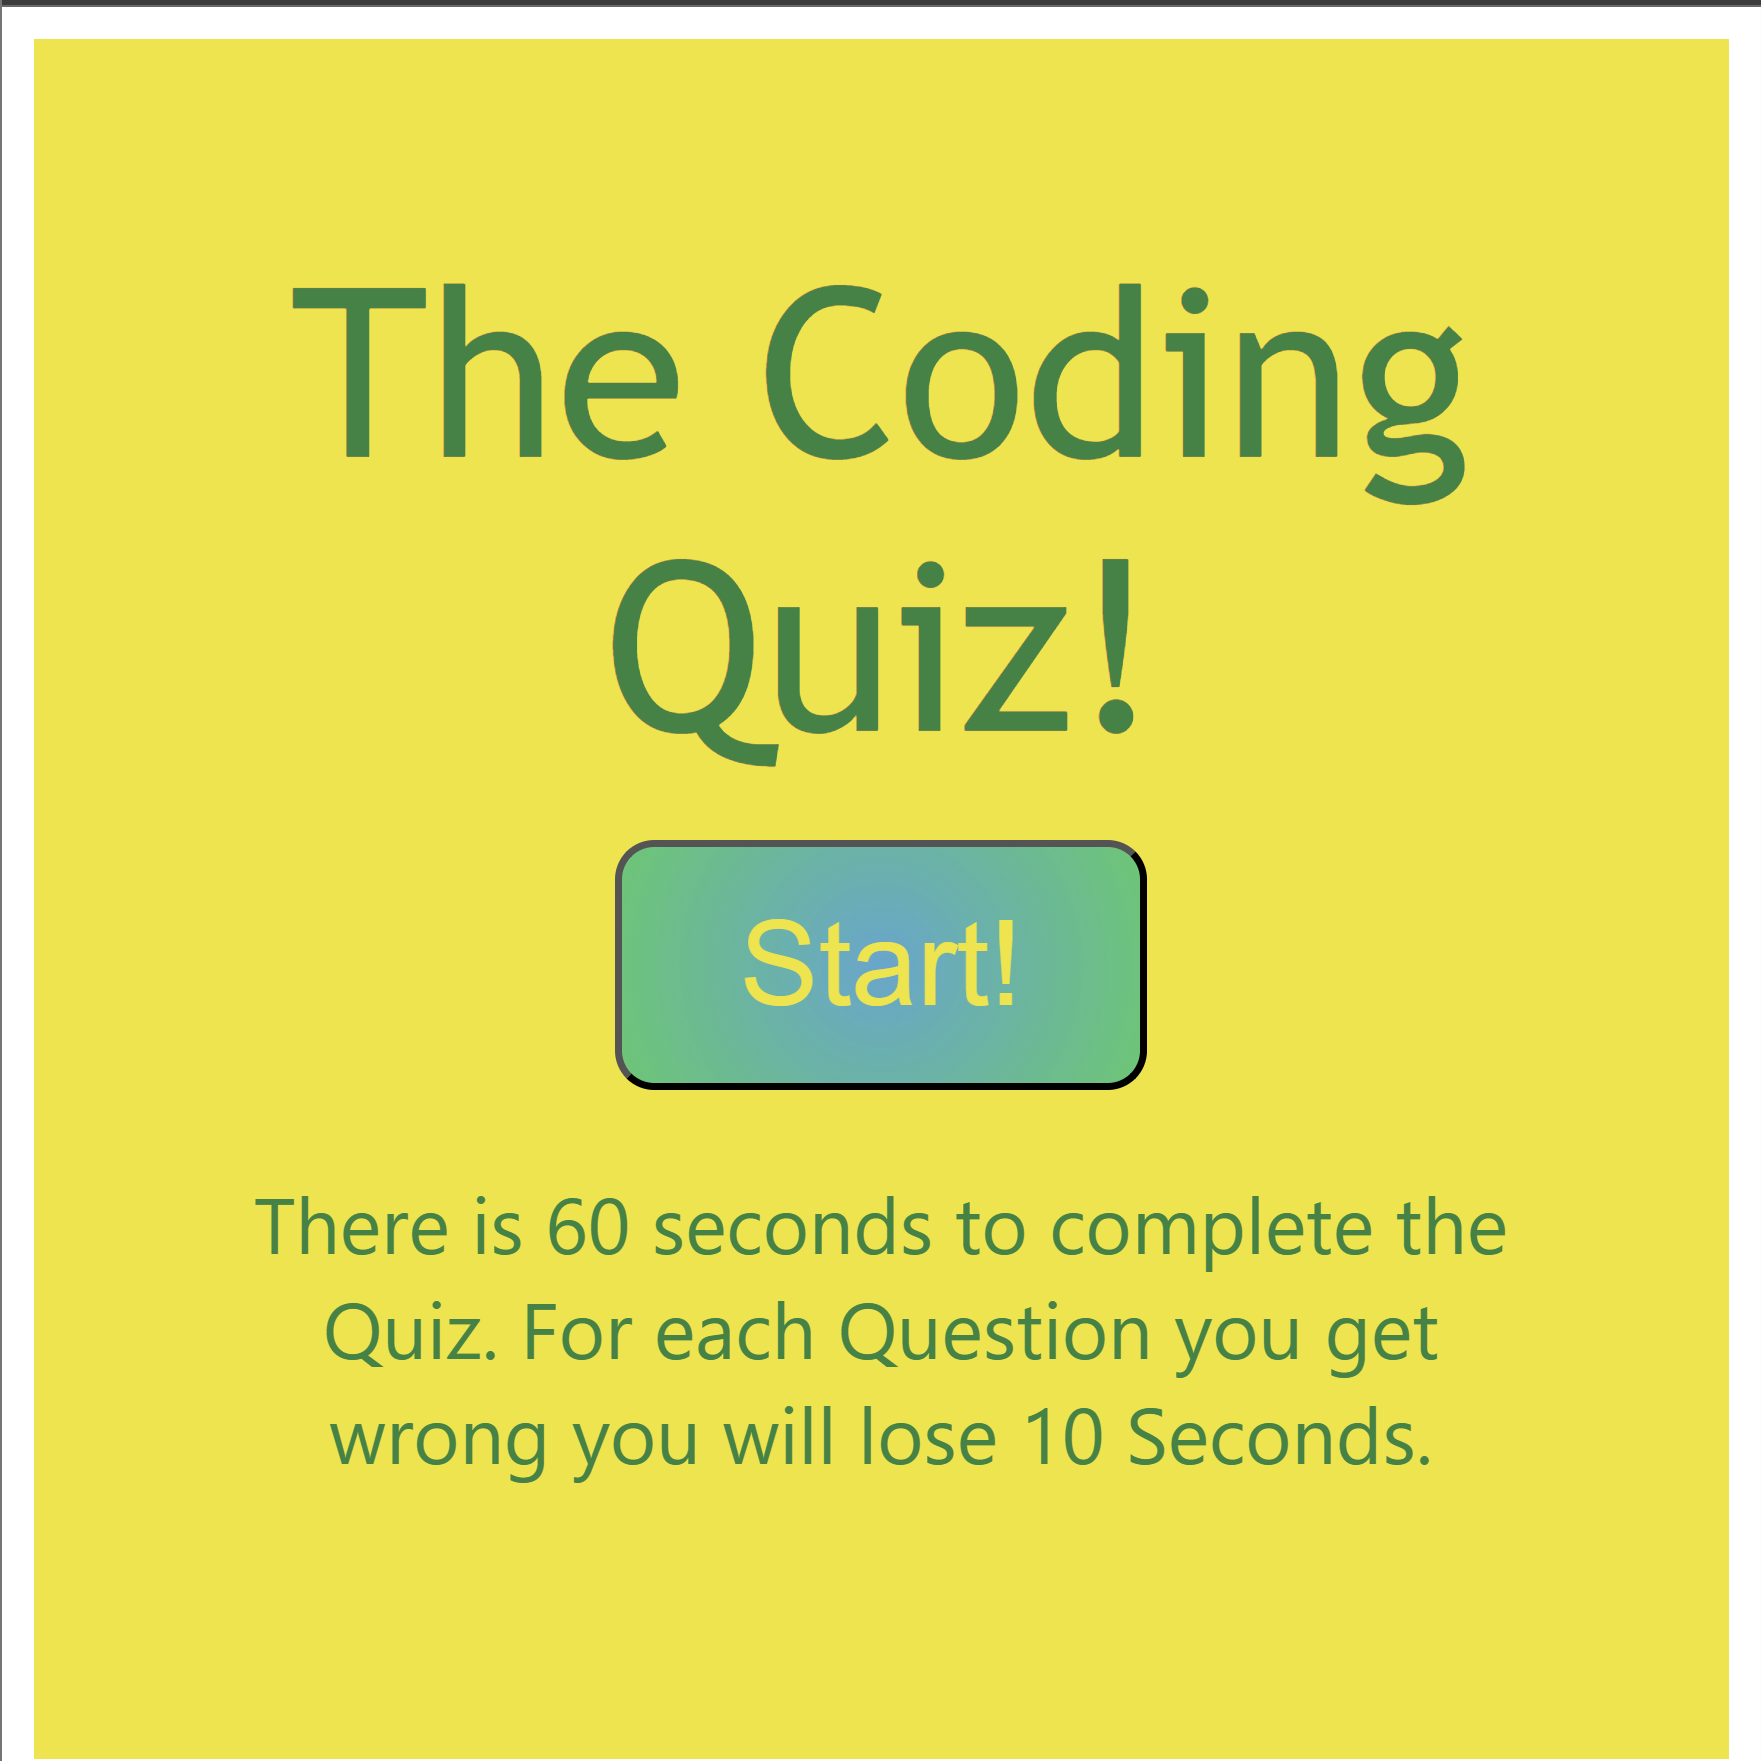 The Coding
Quiz!
Start!
There is 60 seconds to complete the
Quiz. For each Question you get
wrong you will lose 10 Seconds.